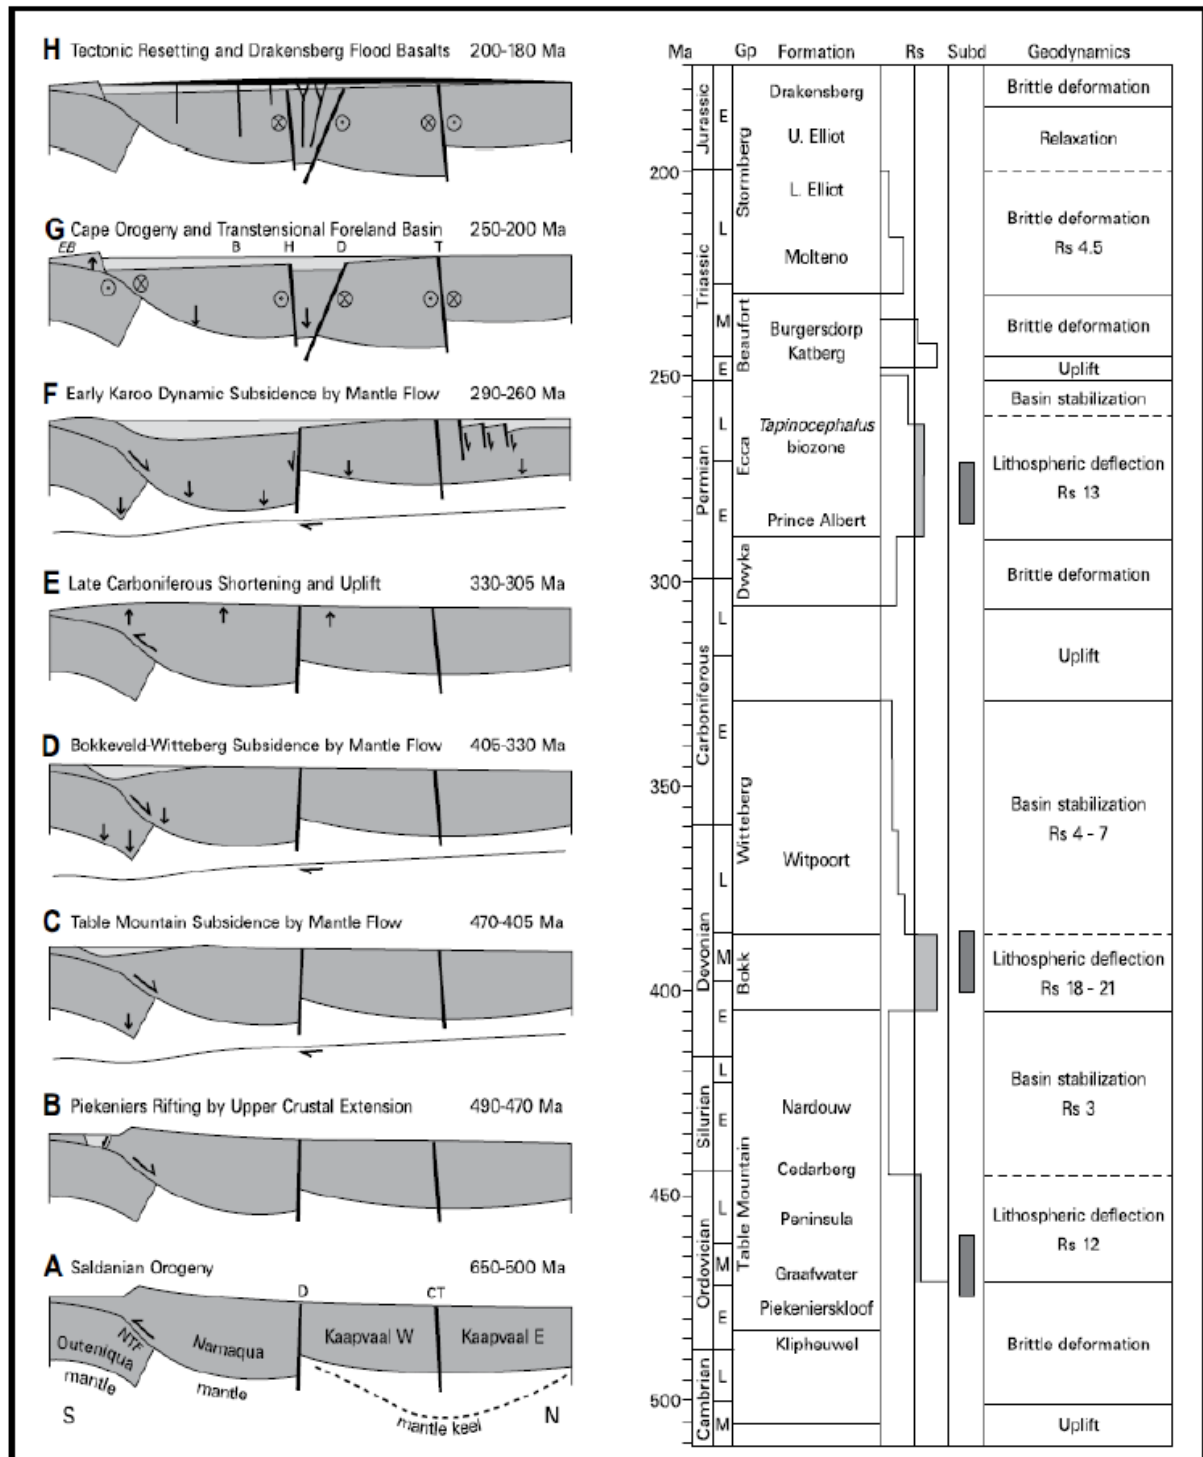 H Tectonic Resetting and Drakensberg Flood Basalts 200-180 Ma
G Cape Orogeny and Transtensional Foreland Basin 250-200 Ma
EB B H D T
F Early Karoo Dynamic Subsidence by Mantle Flow 290-260 Ma
E Late Carboniferous Shortening and Uplift 330-305 Ma
D Bokkeveld-Witteberg Subsidence by Mantle Flow 405-330 Ma
C Table Mountain Subsidence by Mantle Flow 470-405 Ma
B Piekeniers Rifting by Upper Crustal Extension 490-470 Ma
A Saldanian Orogeny 650-500 Ma
D CT
NTF
Outeniqua
Namaqua
Kaapvaal W
Kaapvaal E
mantle
mantle
mantle keel
S N
Ma Gp Formation Rs Subd Geodynamics
200
250
300
350
400
450
500
Jurassic
Triassic
Permian
Carboniferous
Devonian
Silurian
Ordovician
Cambrian
E
L
M
E
L
E
L
E
L
M
E
L
E
L
M
E
L
M
Stormberg
Beaufort
Ecca
Dwyka
Witteberg
Bokk
Table Mountain
Drakensberg
U. Elliot
L. Elliot
Molteno
Burgersdorp
Katberg
Tapinocephalus
biozone
Prince Albert
Witpoort
Nardouw
Cedarberg
Peninsula
Graafwater
Piekenierskloof
Klipheuwel
Brittle deformation
Relaxation
Brittle deformation
Rs 4.5
Brittle deformation
Uplift
Basin stabilization
Lithospheric deflection
Rs 13
Brittle deformation
Uplift
Basin stabilization
Rs 4 - 7
Lithospheric deflection
Rs 18 - 21
Basin stabilization
Rs 3
Lithospheric deflection
Rs 12
Brittle deformation
Uplift